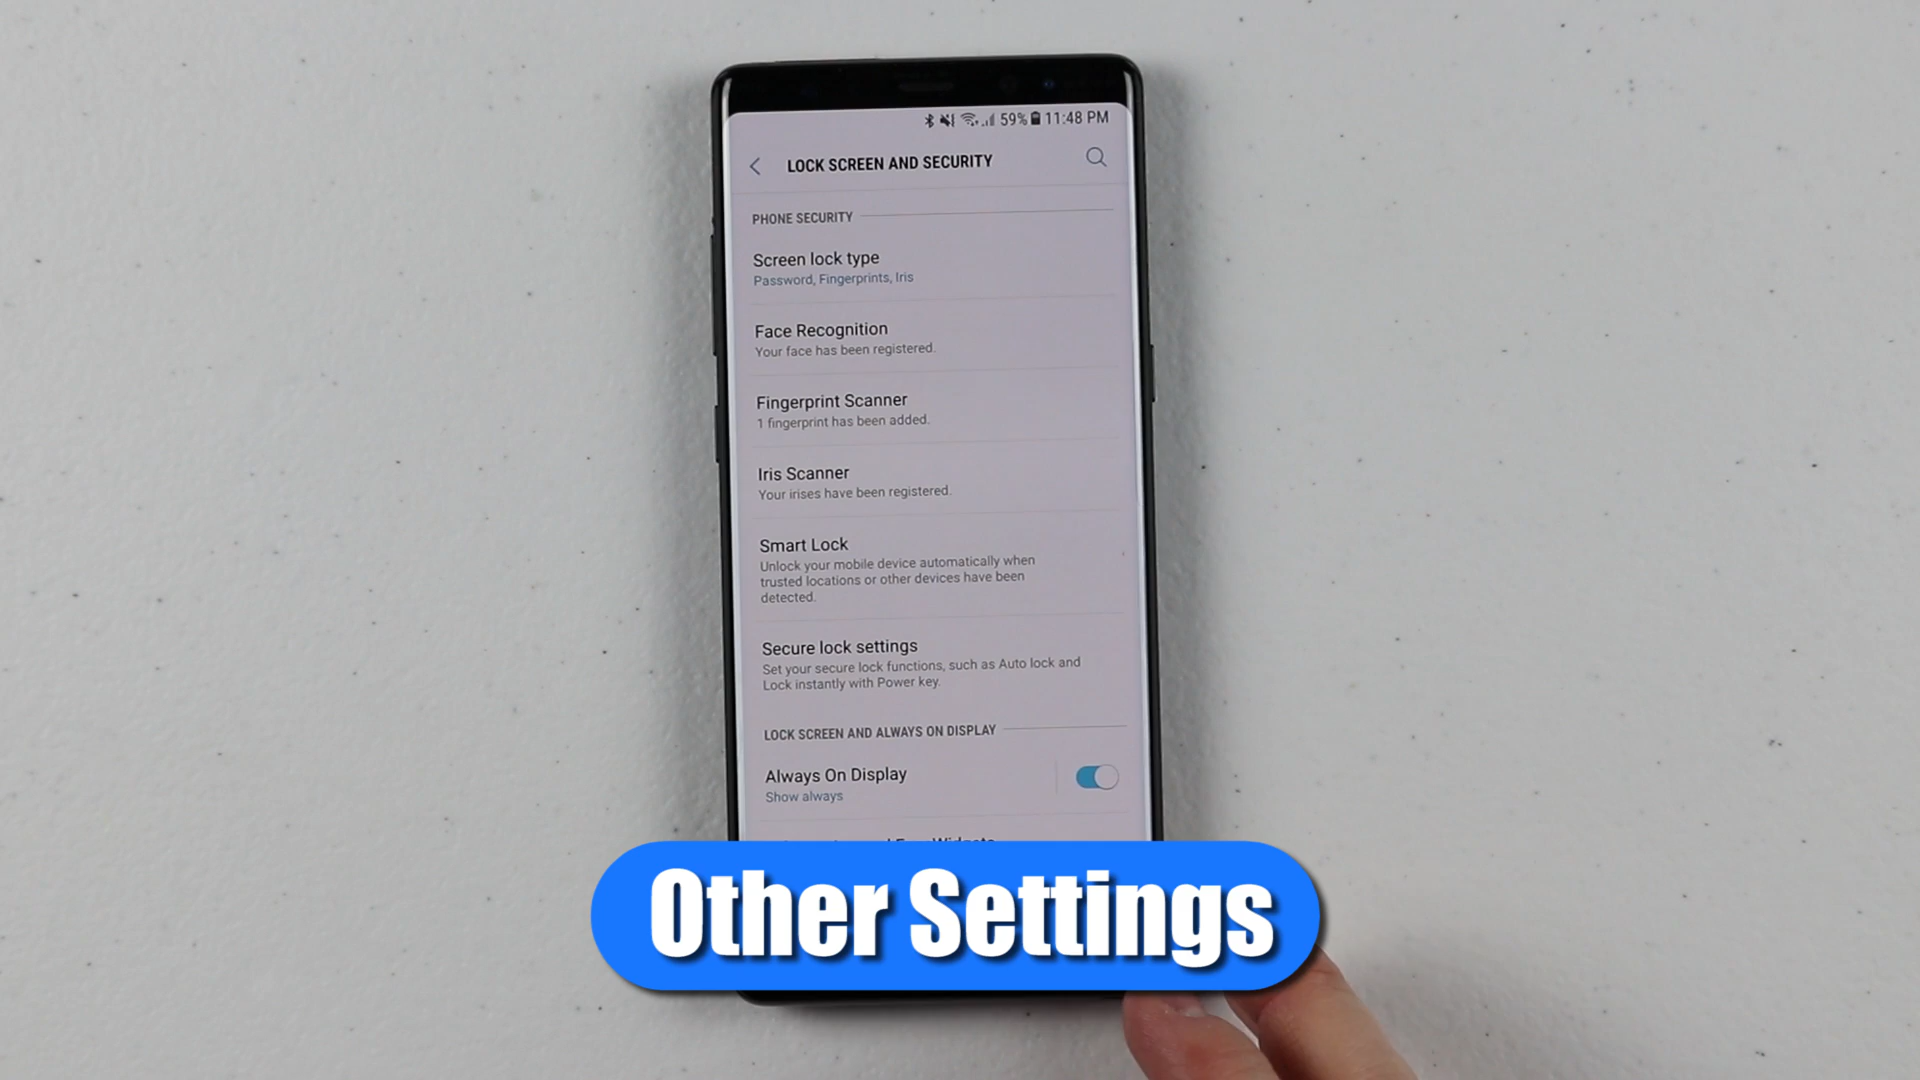 59% 11:48 PM
LOCK SCREEN AND SECURITY
PHONE SECURITY
Screen lock type
Password, Fingerprints, Iris
Face Recognition
Your face has been registered.
Fingerprint Scanner
1 fingerprint has been added.
Iris Scanner
Your irises have been registered.
Smart Lock
Unlock your mobile device automatically when
trusted locations or other devices have been
detected.
Secure lock settings
Set your secure lock functions, such as Auto lock and
Lock instantly with Power key.
LOCK SCREEN AND ALWAYS ON DISPLAY
Always On Display
Show always
Other Settings